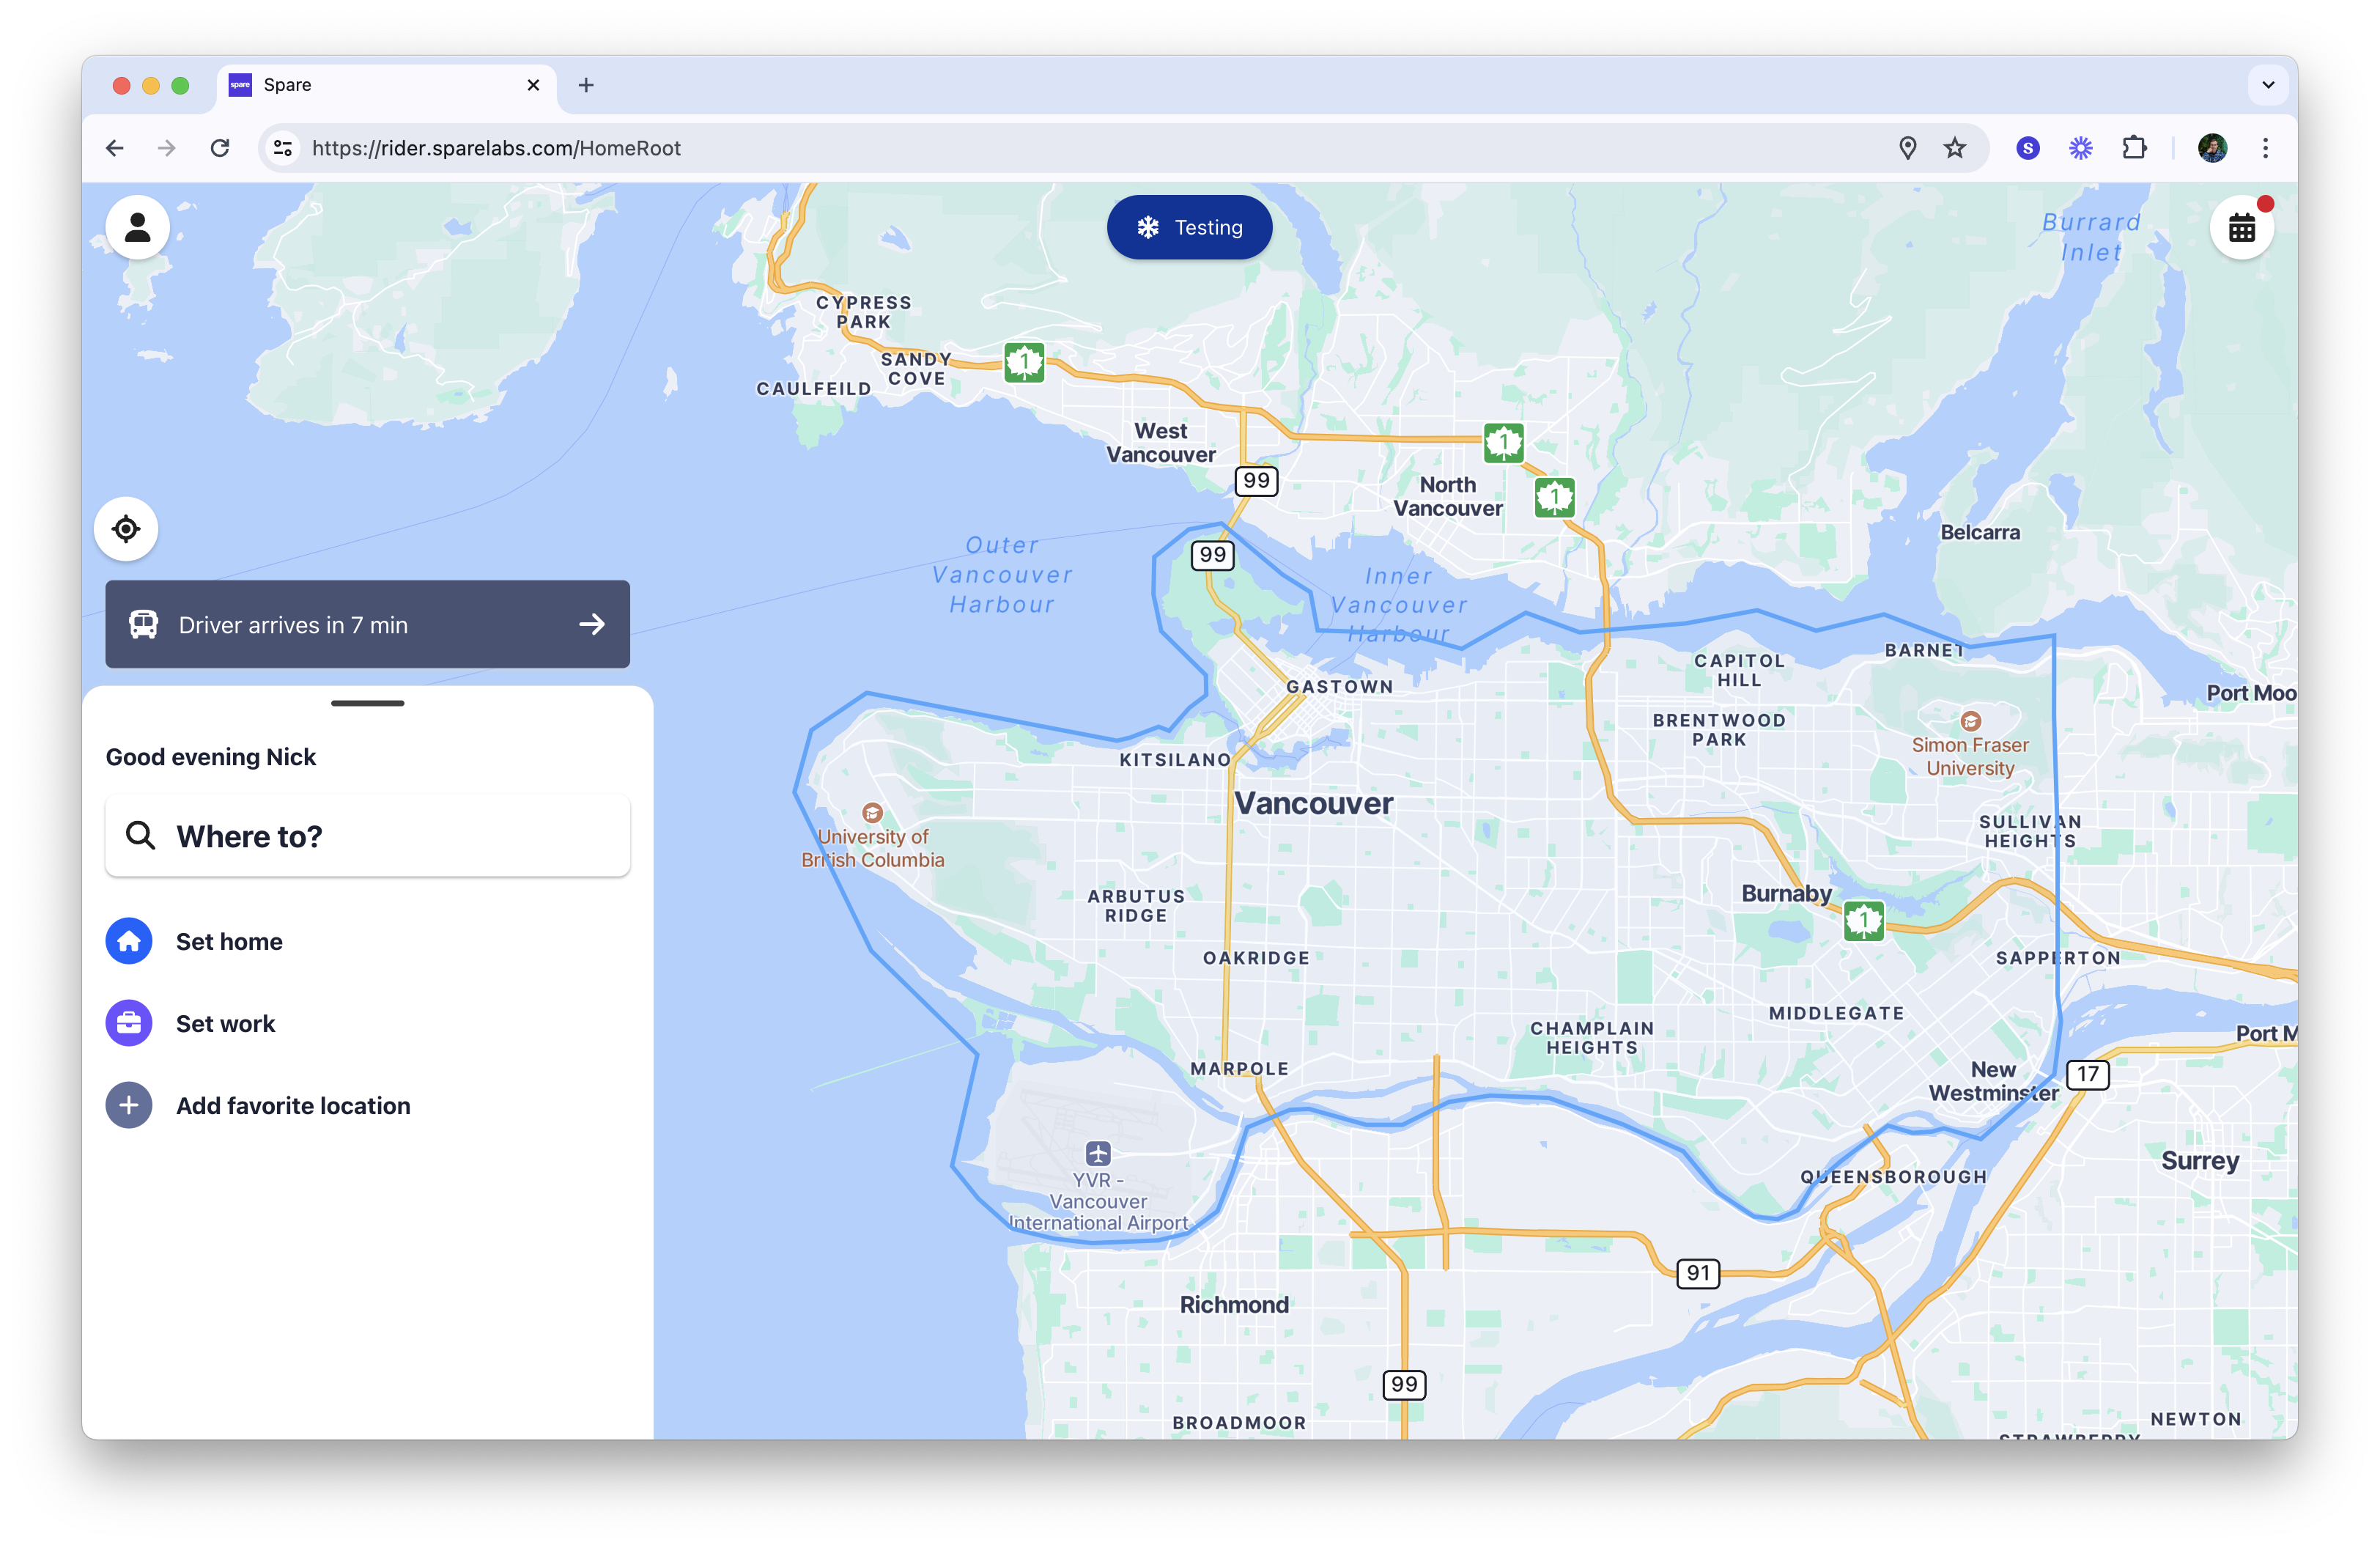 spare
Spare
https://rider.sparelabs.com/HomeRoot
S
Testing
Burrard
Inlet
CYPRESS
PARK
SANDY
COVE
1
CAULFEILD
West
Vancouver
1
99
North
Vancouver
1
Belcarra
Outer
Vancouver
Harbour
99
Inner
Vancouver
Harbour
Driver arrives in 7 min
BARNET
CAPITOL
HILL
GASTOWN
Port Moo
BRENTWOOD
PARK
Simon Fraser
University
KITSILANO
Good evening Nick
Vancouver
Where to?
University of
British Columbia
SULLIVAN
HEIGHTS
ARBUTUS
RIDGE
Burnaby
1
Set home
OAKRIDGE
SAPPERTON
MIDDLEGATE
Set work
CHAMPLAIN
HEIGHTS
Port M
MARPOLE
New
Westminster
17
Add favorite location
YVR -
Vancouver
International Airport
QUEENSBOROUGH
Surrey
91
Richmond
99
BROADMOOR
NEWTON
STRAWBERRY